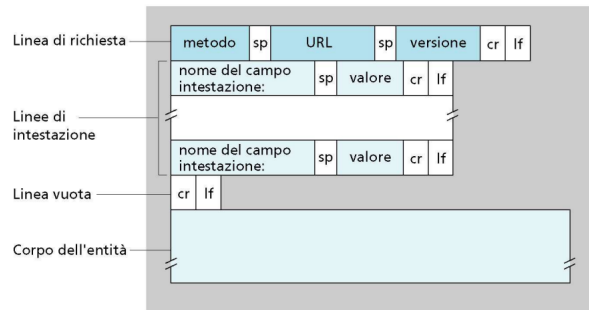 Linea di richiesta
metodo sp URL sp versione cr lf
nome del campo
intestazione: sp valore cr lf
Linee di
intestazione
nome del campo
intestazione: sp valore cr lf
Linea vuota
cr lf
Corpo dell'entità